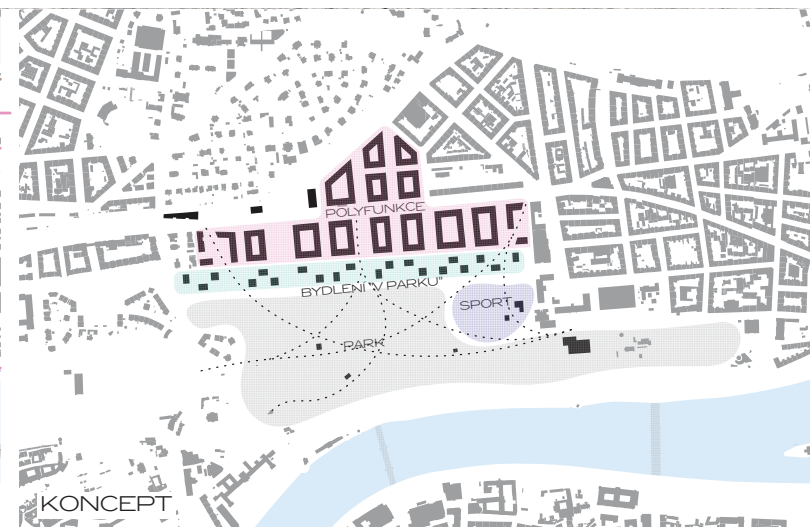 POLYFUNKCE
BYDLENÍ "V PARKU"
SPORT
PARK
KONCEPT